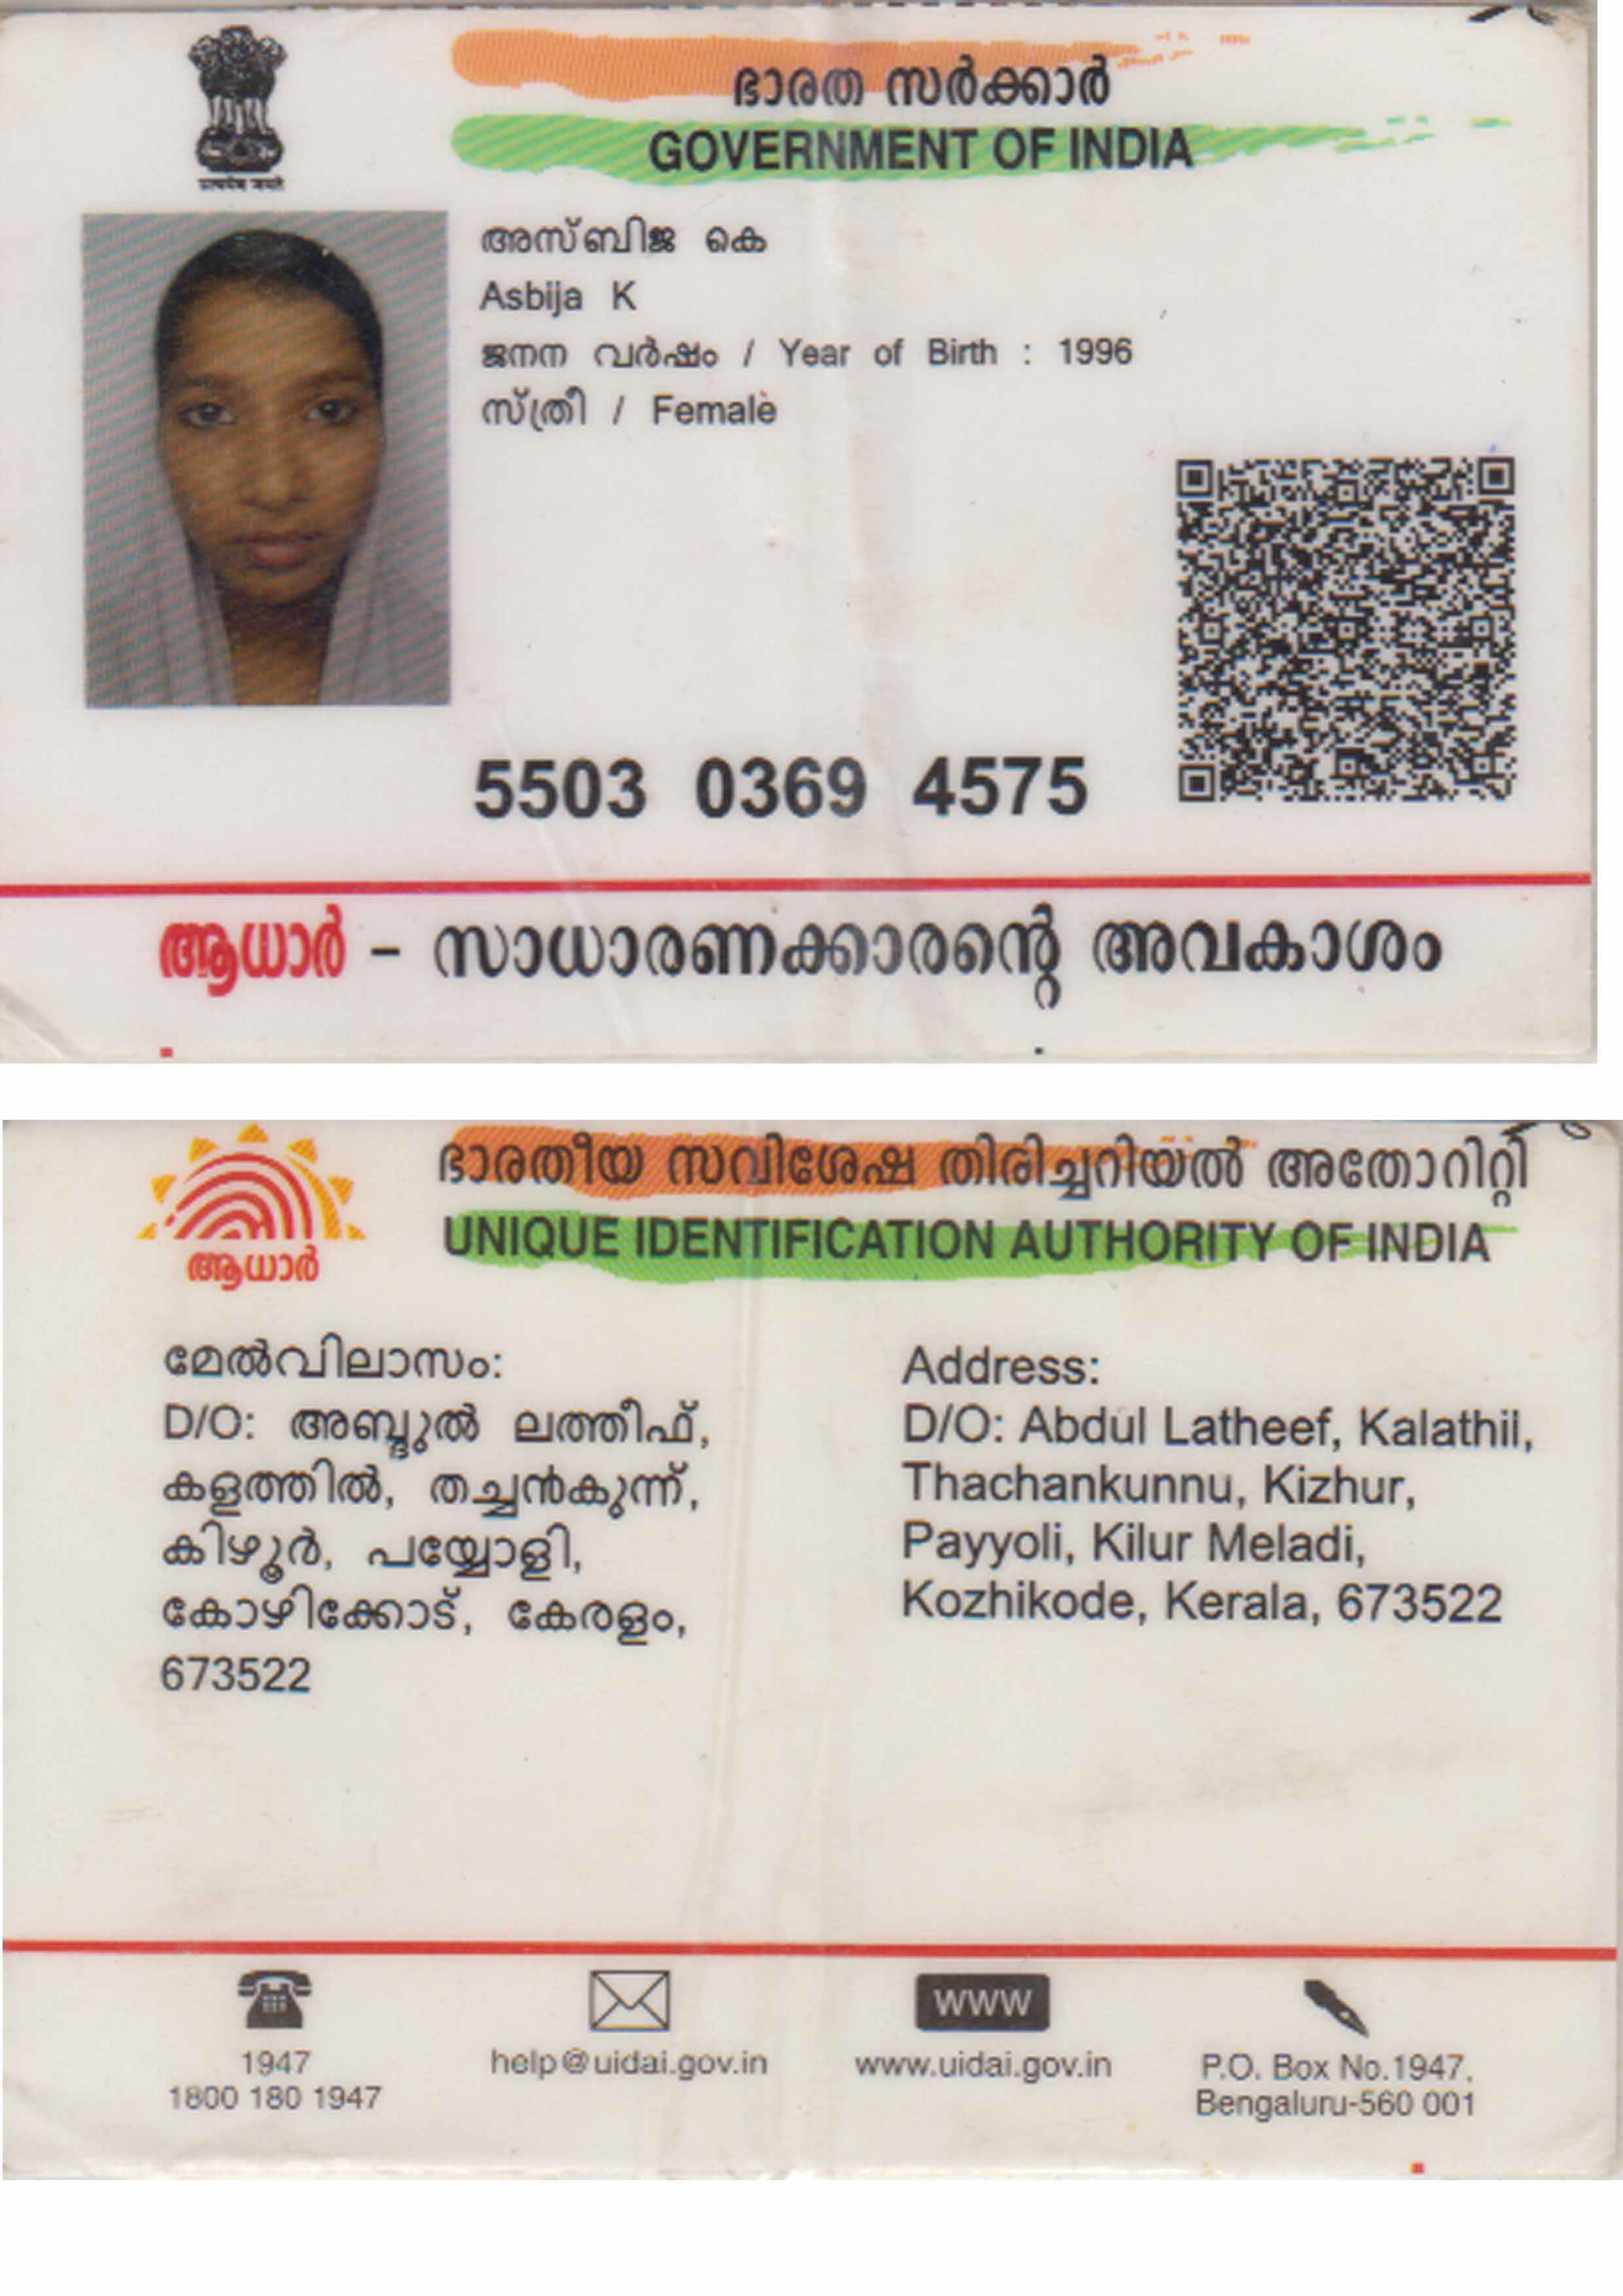 ഭാരത സർക്കാർ
GOVERNMENT OF INDIA
सत्यमेव जयते
അസ്ബിജ കെ
Asbija K
ജനന വർഷം / Year of Birth : 1996
സ്ത്രീ / Female
5503 0369 4575
ആധാർ - സാധാരണക്കാരന്റെ അവകാശം
ഭാരതീയ സവിശേഷ തിരിച്ചറിയൽ അതോറിറ്റി
UNIQUE IDENTIFICATION AUTHORITY OF INDIA
ആധാർ
മേൽവിലാസം:
D/O: അബ്ദുൽ ലത്തീഫ്,
കളത്തിൽ, തച്ചൻകുന്ന്,
കിഴൂർ, പയ്യോളി,
കോഴിക്കോട്, കേരളം,
673522
Address:
D/O: Abdul Latheef, Kalathil,
Thachankunnu, Kizhur,
Payyoli, Kilur Meladi,
Kozhikode, Kerala, 673522
1947
1800 180 1947
help@uidai.gov.in
WWW
www.uidai.gov.in
P.O. Box No.1947,
Bengaluru-560 001